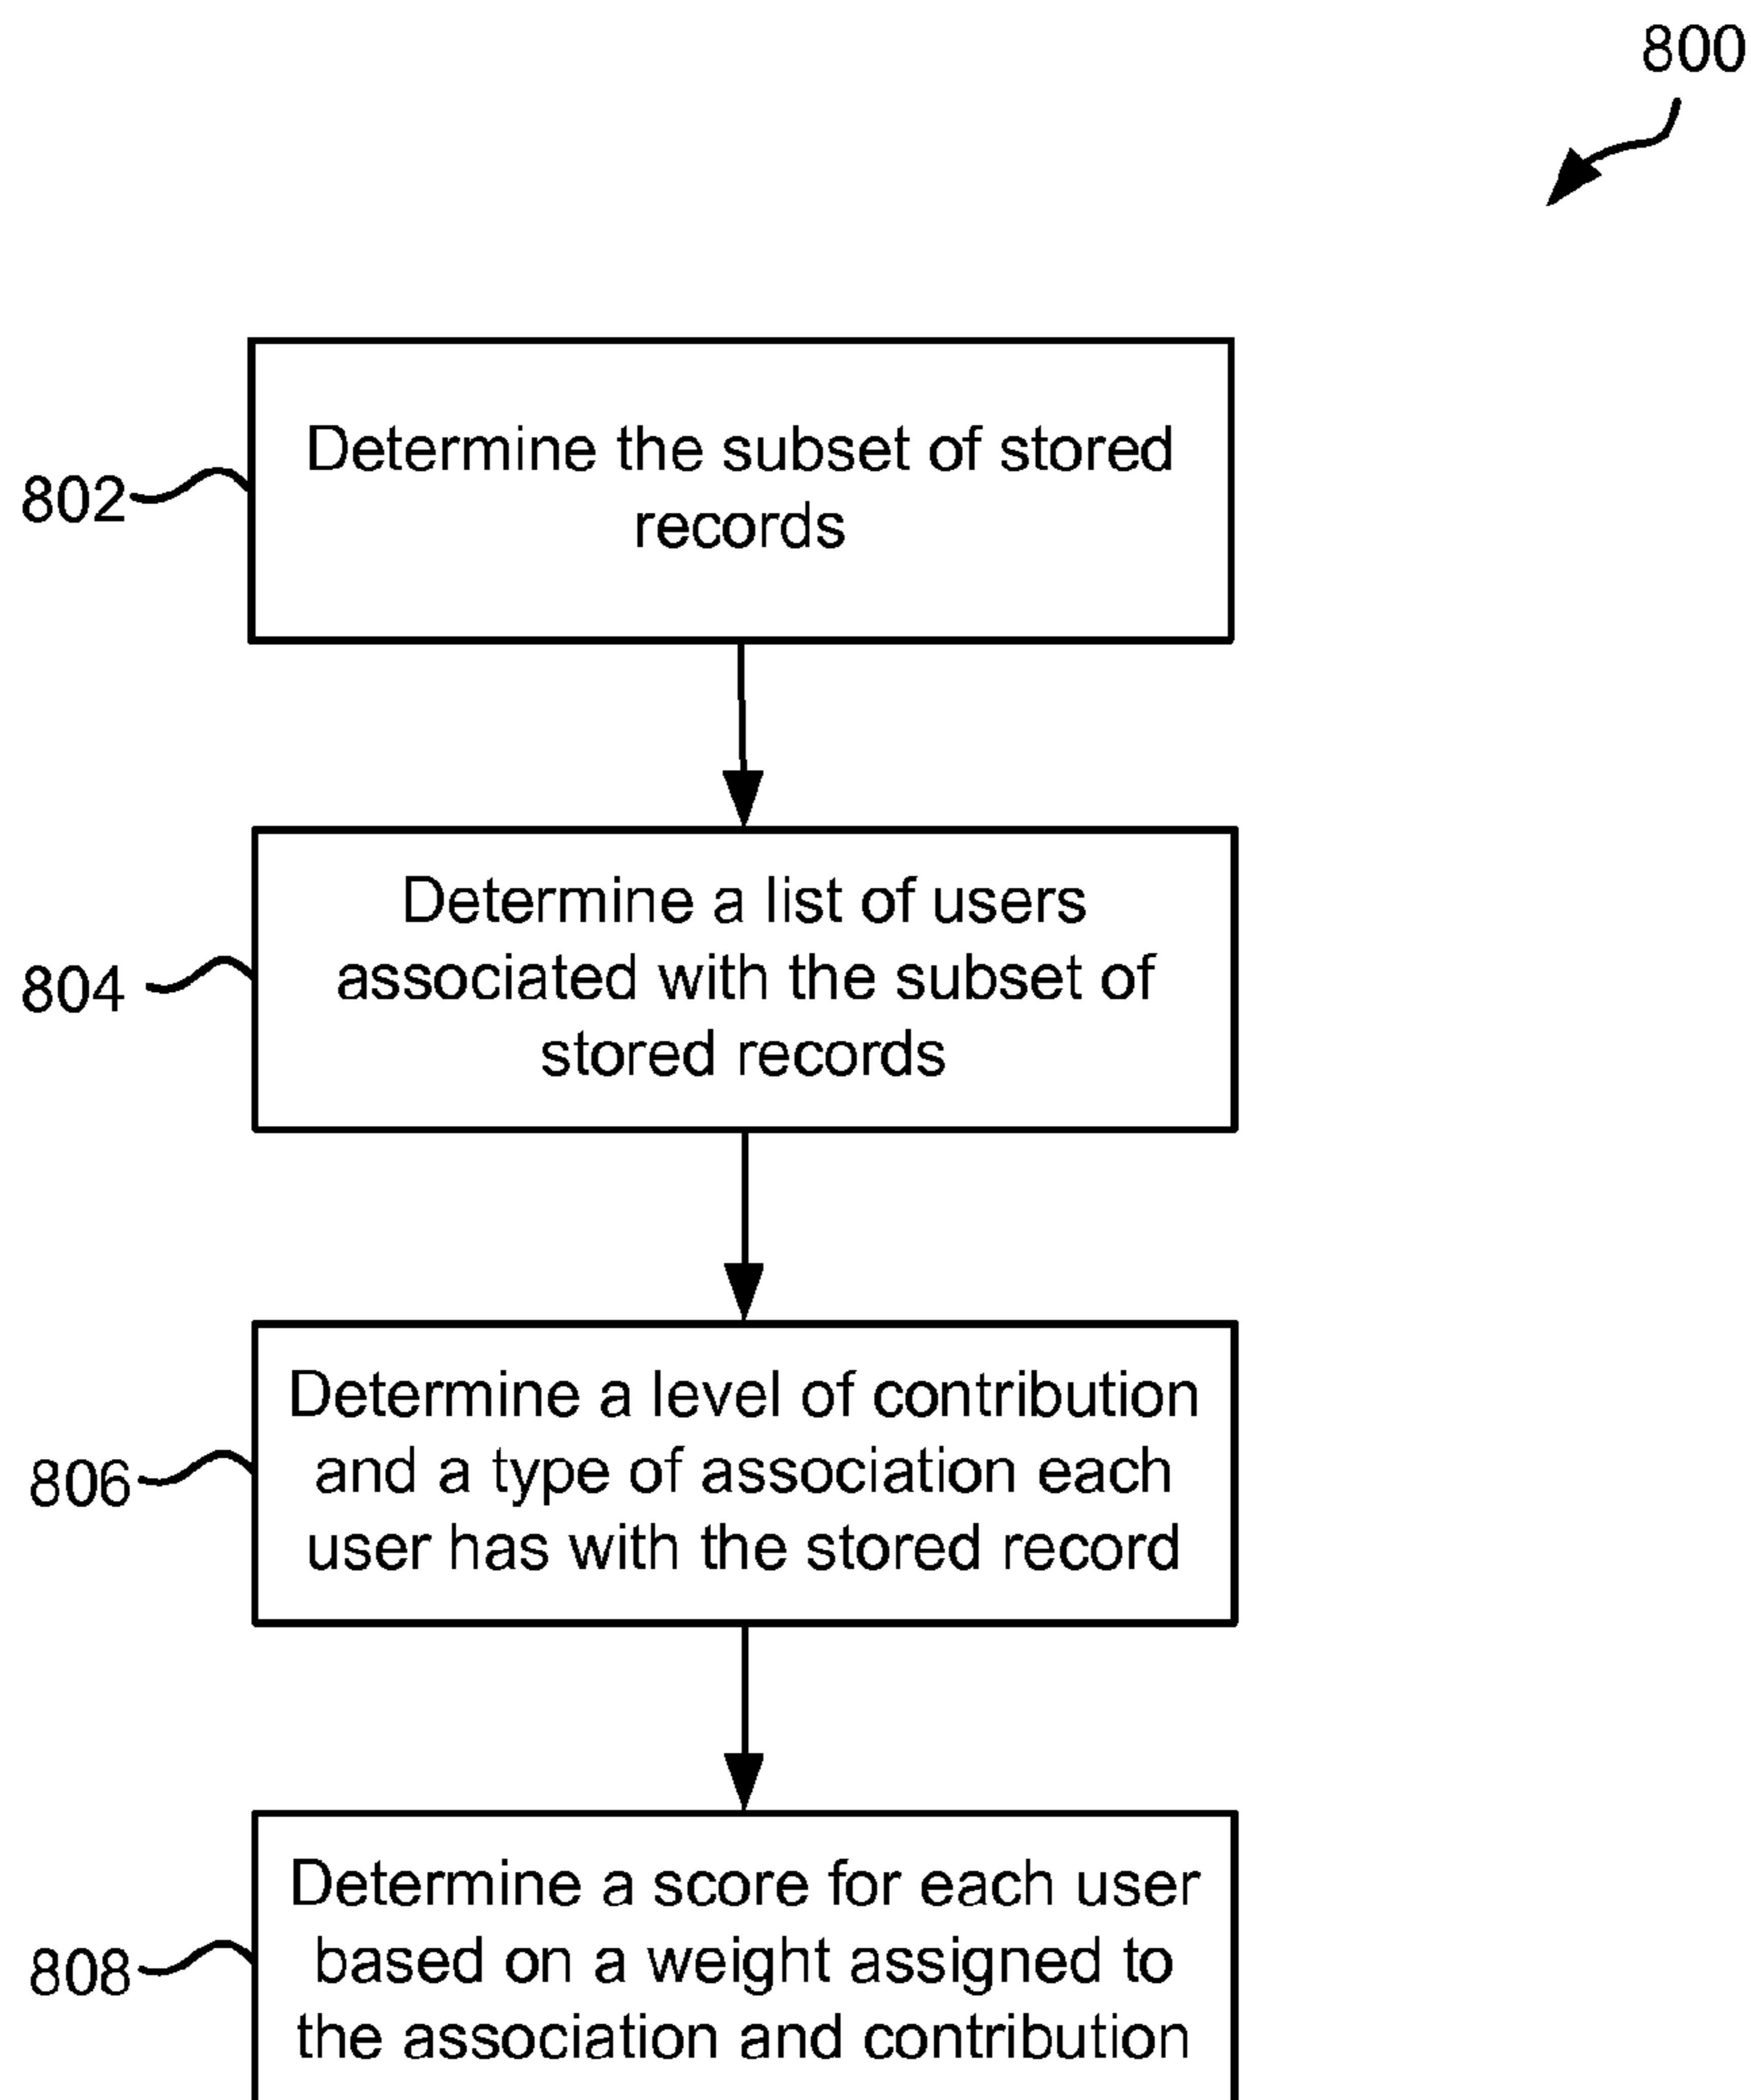 800
802
Determine the subset of stored
records
804
Determine a list of users
associated with the subset of
stored records
806
Determine a level of contribution
and a type of association each
user has with the stored record
808
Determine a score for each user
based on a weight assigned to
the association and contribution